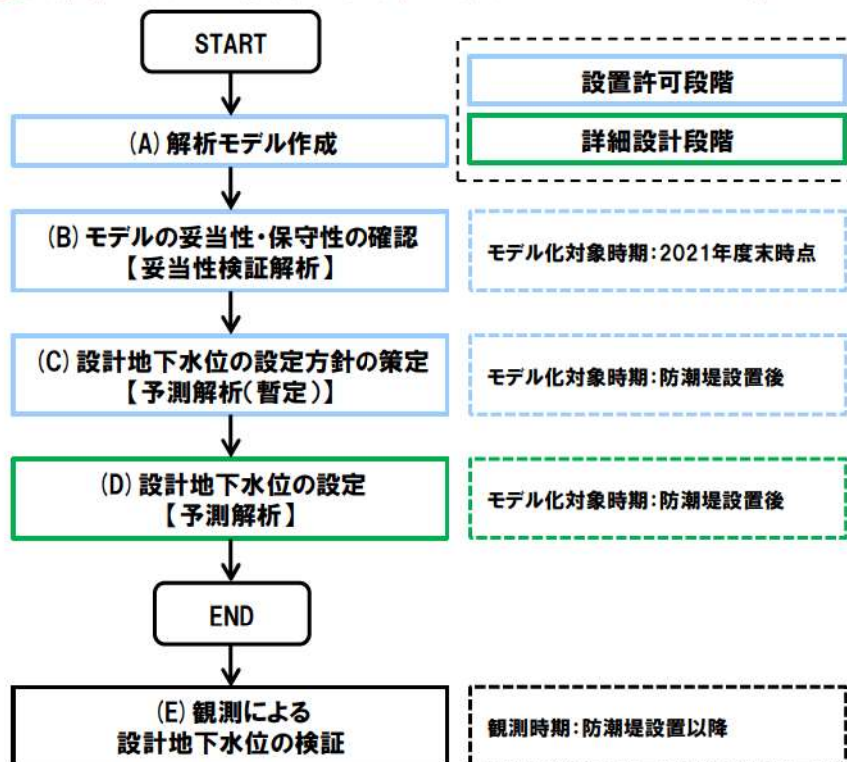 START
設置許可段階
詳細設計段階
(A) 解析モデル作成
(B) モデルの妥当性・保守性の確認
【妥当性検証解析】
モデル化対象時期:2021年度末時点
(C) 設計地下水位の設定方針の策定
【予測解析(暫定)】
モデル化対象時期:防潮堤設置後
(D) 設計地下水位の設定
【予測解析】
モデル化対象時期:防潮堤設置後
END
(E) 観測による
設計地下水位の検証
観測時期:防潮堤設置以降